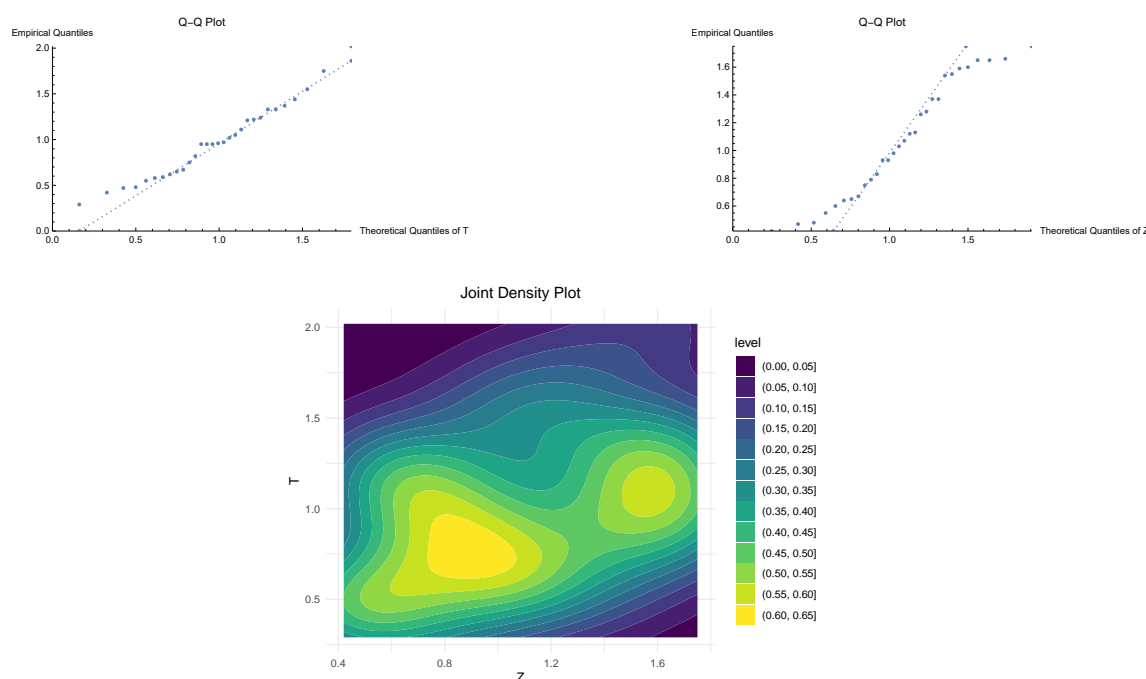 Q−Q Plot
Empirical Quantiles
2.0
1.5
1.0
0.5
0.0
0.0 0.5 1.0 1.5
Theoretical Quantiles of T
Q−Q Plot
Empirical Quantiles
1.6
1.4
1.2
1.0
0.8
0.6
0.0 0.5 1.0 1.5
Theoretical Quantiles of Z
Joint Density Plot
T
2.0
1.5
1.0
0.5
0.4 0.8 1.2 1.6
Z
level
(0.00, 0.05]
(0.05, 0.10]
(0.10, 0.15]
(0.15, 0.20]
(0.20, 0.25]
(0.25, 0.30]
(0.30, 0.35]
(0.35, 0.40]
(0.40, 0.45]
(0.45, 0.50]
(0.50, 0.55]
(0.55, 0.60]
(0.60, 0.65]